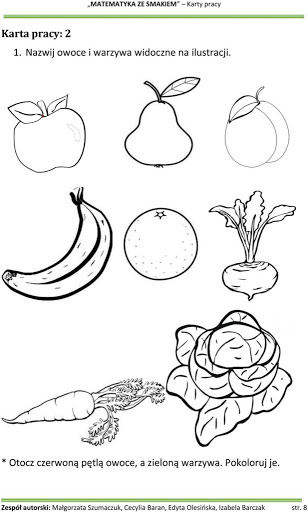 „MATEMATYKA ZE SMAKIEM” – Karty pracy
Karta pracy: 2
1. Nazwij owoce i warzywa widoczne na ilustracji.
* Otocz czerwoną pętlą owoce, a zieloną warzywa. Pokoloruj je.
Zespół autorski: Małgorzata Szumaczuk, Cecylia Baran, Edyta Olesińska, Izabela Barczak str. 8